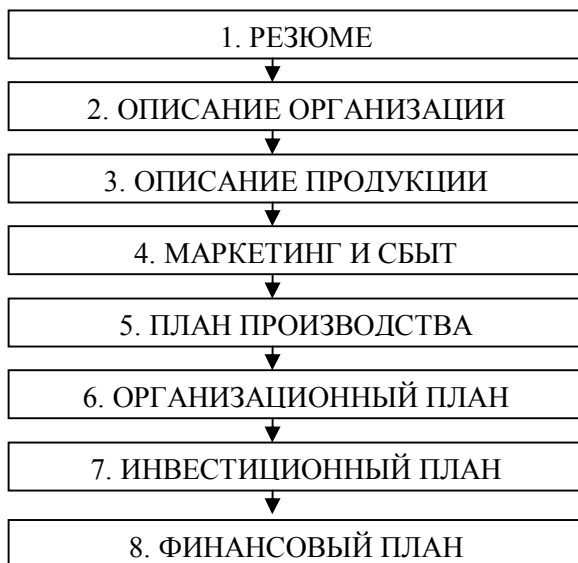 1. РЕЗЮМЕ
2. ОПИСАНИЕ ОРГАНИЗАЦИИ
3. ОПИСАНИЕ ПРОДУКЦИИ
4. МАРКЕТИНГ И СБЫТ
5. ПЛАН ПРОИЗВОДСТВА
6. ОРГАНИЗАЦИОННЫЙ ПЛАН
7. ИНВЕСТИЦИОННЫЙ ПЛАН
8. ФИНАНСОВЫЙ ПЛАН